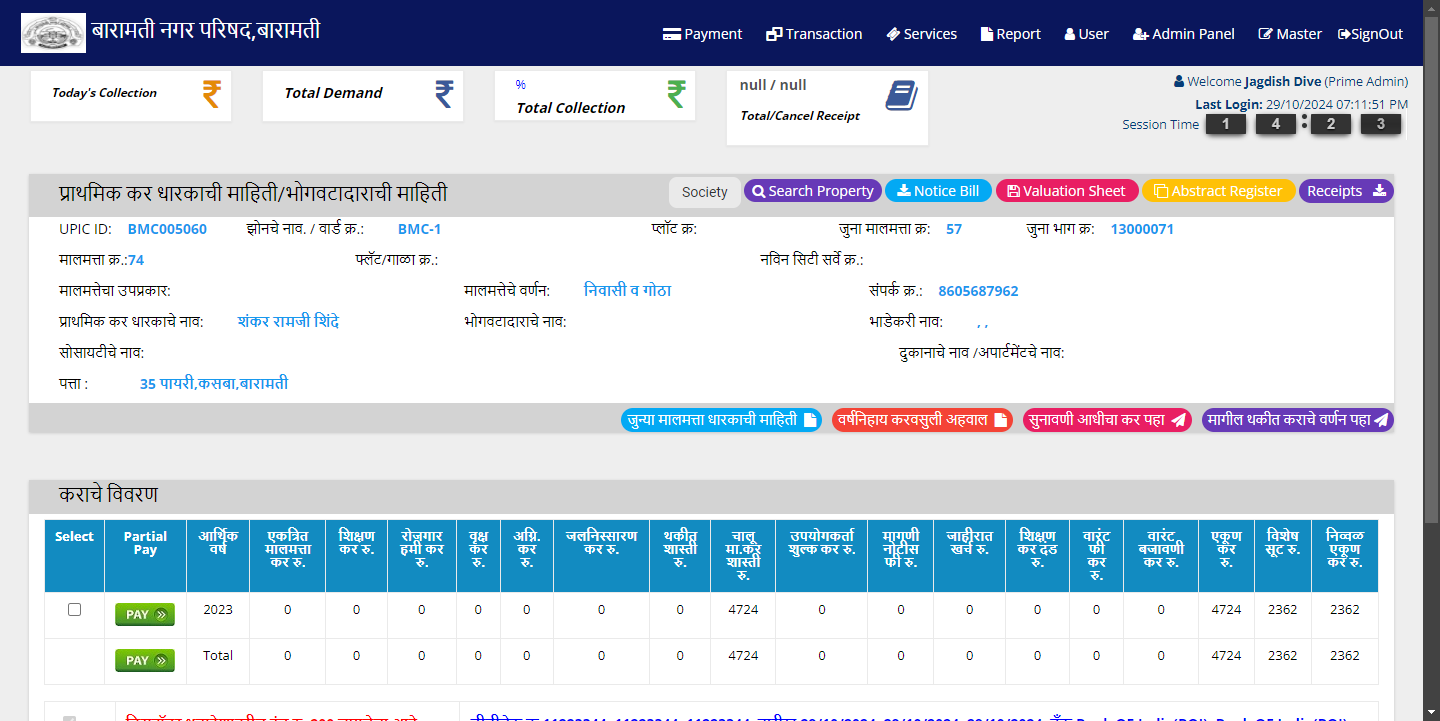 बारामती नगर परिषद,बारामती
Payment Transaction Services Report User Admin Panel Master SignOut
Today's Collection
Total Demand
%
Total Collection
null / null
Total/Cancel Receipt
Welcome Jagdish Dive (Prime Admin)
Last Login: 29/10/2024 07:11:51 PM
Session Time 1 4 : 2 3
प्राथमिक कर धारकाची माहिती/भोगवटादाराची माहिती
Society Search Property Notice Bill Valuation Sheet Abstract Register Receipts
UPIC ID: BMC005060 झोनचे नाव. / वार्ड क्र.: BMC-1 प्लॉट क्र: जुना मालमत्ता क्र: 57 जुना भाग क्र: 13000071
मालमत्ता क्र.:74 फ्लॅट/गाळा क्र.: नविन सिटी सर्वे क्र.:
मालमत्तेचा उपप्रकार: मालमत्तेचे वर्णन: निवासी व गोठा संपर्क क्र.: 8605687962
प्राथमिक कर धारकाचे नाव: शंकर रामजी शिंदे भोगवटादाराचे नाव: भाडेकरी नाव: , ,
सोसायटीचे नाव: दुकानाचे नाव /अपार्टमेंटचे नाव:
पत्ता : 35 पायरी,कसबा,बारामती
जुन्या मालमत्ता धारकाची माहिती वर्षनिहाय करवसुली अहवाल सुनावणी आधीचा कर पहा मागील थकीत कराचे वर्णन पहा
कराचे विवरण
Select Partial Pay आर्थिक वर्ष एकत्रित मालमत्ता कर रु. शिक्षण कर रु. रोजगार हमी कर रु. वृक्ष कर रु. अग्नि. कर रु. जलनिस्सारण कर रु. थकीत शास्ती रु. चालू मा.कर शास्ती रु. उपयोगकर्ता शुल्क कर रु. मागणी नोटीस फी रु. जाहीरात खर्च रु. शिक्षण कर दंड रु. वारंट फी कर रु. वारंट बजावणी कर रु. एकूण कर रु. विशेष सूट रु. निव्वळ एकूण कर रु.
PAY 2023 0 0 0 0 0 0 0 4724 0 0 0 0 0 0 4724 2362 2362
PAY Total 0 0 0 0 0 0 0 4724 0 0 0 0 0 0 4724 2362 2362